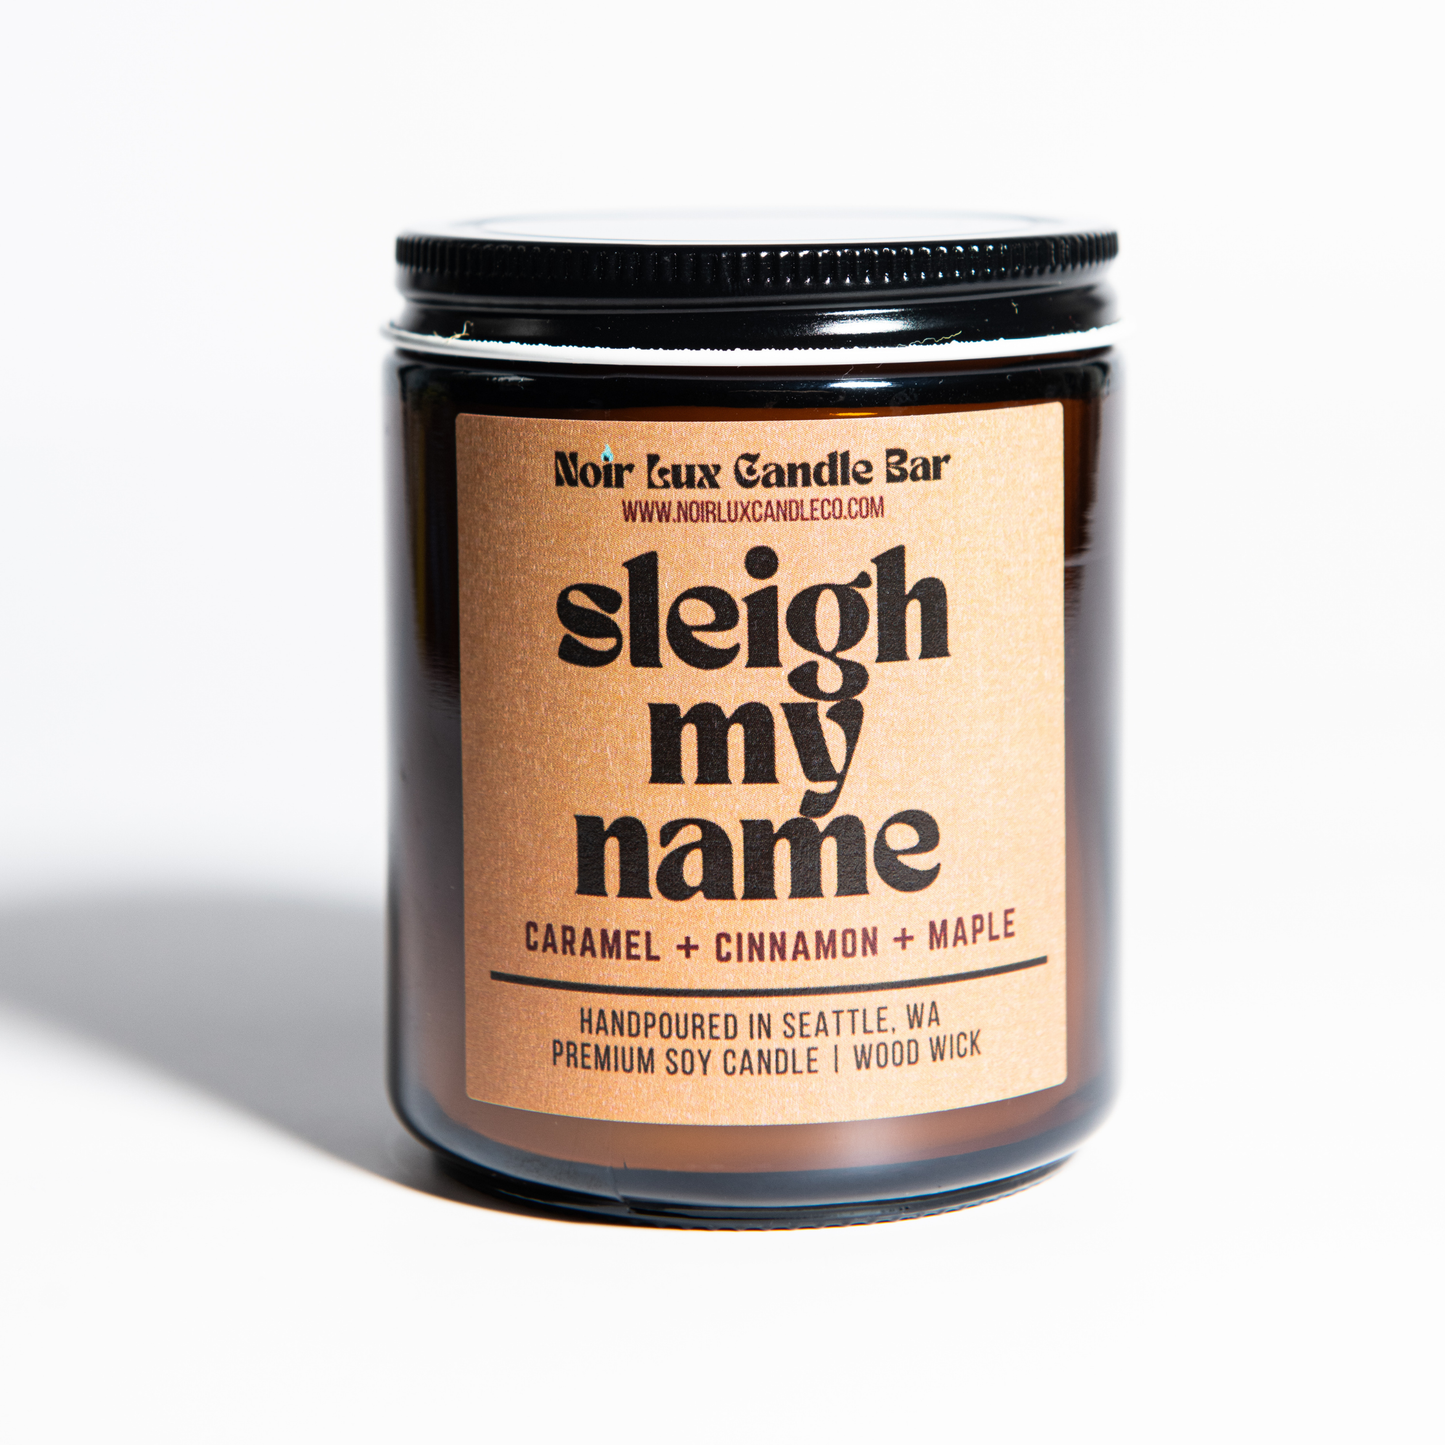 Noir Lux Candle Bar
WWW.NOIRLUXCANDLECO.COM
sleigh
my
name
CARAMEL + CINNAMON + MAPLE
HANDPOURED IN SEATTLE, WA
PREMIUM SOY CANDLE | WOOD WICK